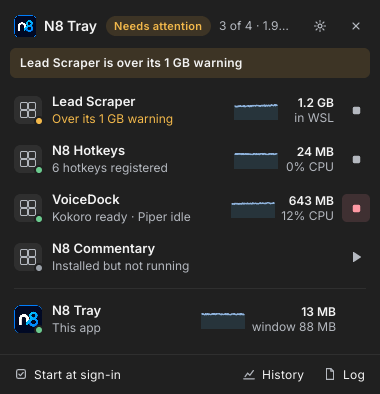 n8 N8 Tray Needs attention 3 of 4 · 1.9...
Lead Scraper is over its 1 GB warning
Lead Scraper 1.2 GB
Over its 1 GB warning in WSL
N8 Hotkeys 24 MB
6 hotkeys registered 0% CPU
VoiceDock 643 MB
Kokoro ready · Piper idle 12% CPU
N8 Commentary
Installed but not running
n8 N8 Tray 13 MB
This app window 88 MB
Start at sign-in History Log